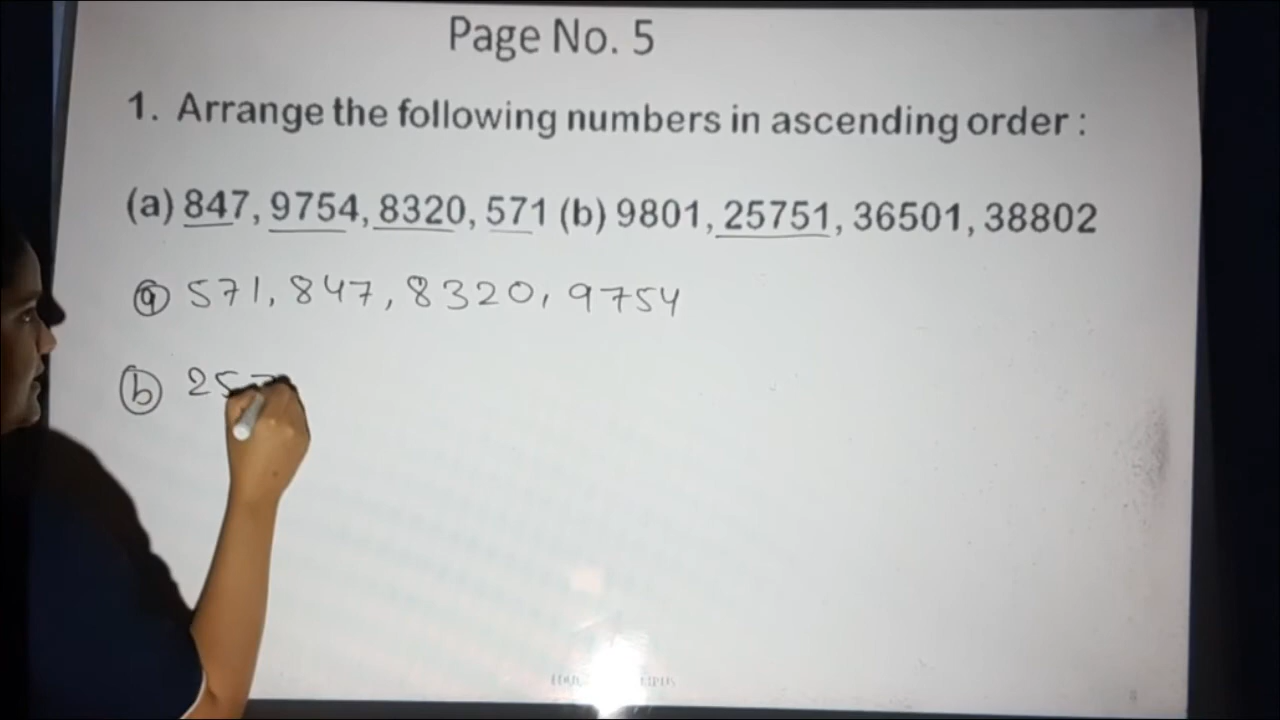 Page No. 5
1. Arrange the following numbers in ascending order :
(a) 847, 9754, 8320, 571 (b) 9801, 25751, 36501, 38802
(a) 571, 847, 8320, 9754
(b) 257